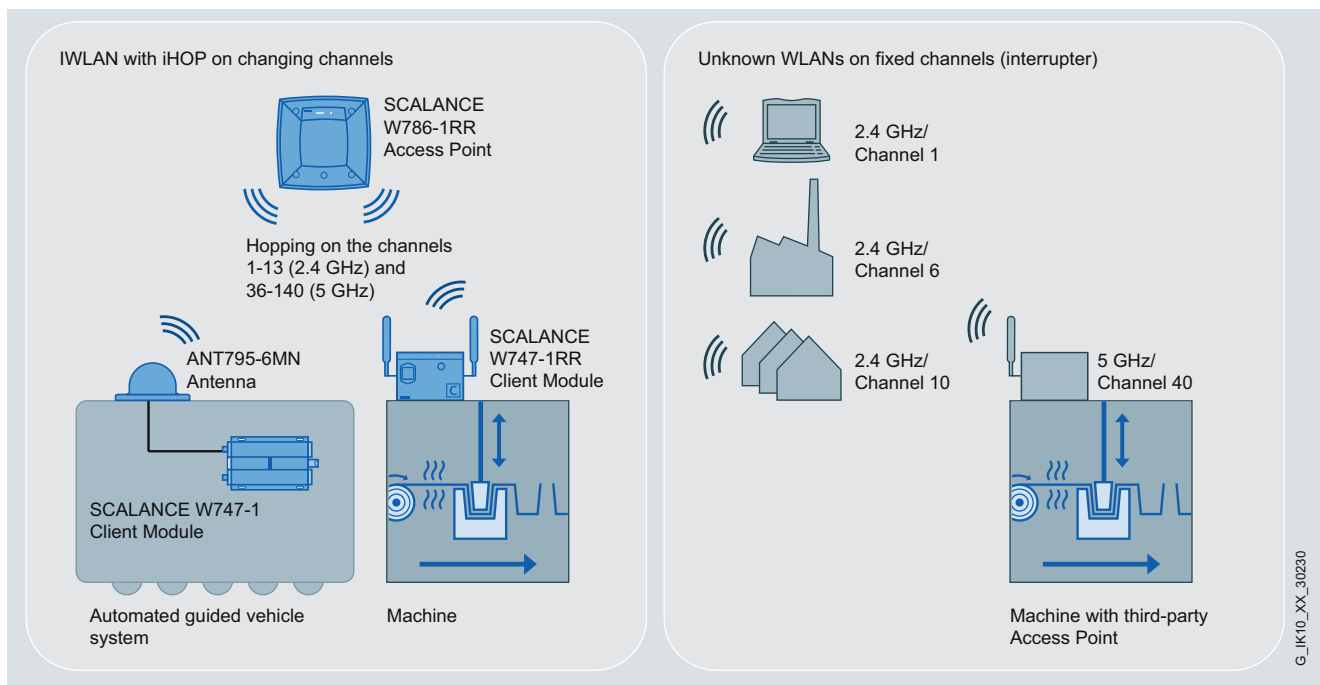 IWLAN with iHOP on changing channels
SCALANCE
W786-1RR
Access Point
Hopping on the channels
1-13 (2.4 GHz) and
36-140 (5 GHz)
ANT795-6MN
Antenna
SCALANCE
W747-1RR
Client Module
C
SCALANCE W747-1
Client Module
Automated guided vehicle
system
Machine
Unknown WLANs on fixed channels (interrupter)
2.4 GHz/
Channel 1
2.4 GHz/
Channel 6
2.4 GHz/
Channel 10
5 GHz/
Channel 40
Machine with third-party
Access Point
G_IK10_XX_30230